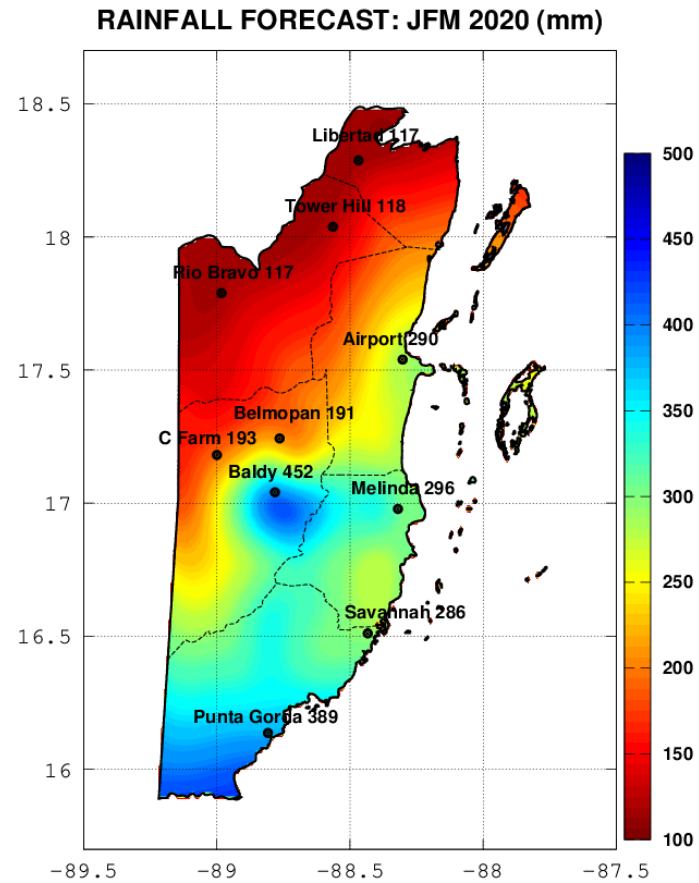 RAINFALL FORECAST: JFM 2020 (mm)
18.5
Libertad 117
500
Tower Hill 118
450
18
Rio Bravo 117
400
Airport 290
350
17.5
Belmopan 191
C Farm 193
300
Baldy 452
Melinda 296
17
250
Savannah 286
200
16.5
Punta Gorda 389
150
16
100
-89.5 -89 -88.5 -88 -87.5